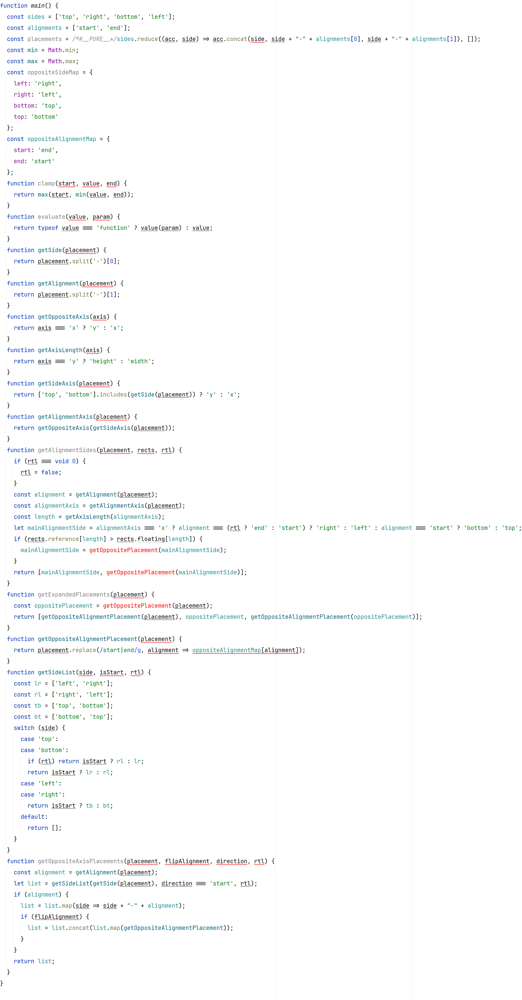 function main() {
  const sides = ['top', 'right', 'bottom', 'left'];
  const alignments = ['start', 'end'];
  const placements = /*#__PURE__*/sides.reduce((acc, side) => acc.concat(side, side + "-" + alignments[0], side + "-" + alignments[1]), []);
  const min = Math.min;
  const max = Math.max;
  const oppositeSideMap = {
    left: 'right',
    right: 'left',
    bottom: 'top',
    top: 'bottom'
  };
  const oppositeAlignmentMap = {
    start: 'end',
    end: 'start'
  };
  function clamp(start, value, end) {
    return max(start, min(value, end));
  }
  function evaluate(value, param) {
    return typeof value === 'function' ? value(param) : value;
  }
  function getSide(placement) {
    return placement.split('-')[0];
  }
  function getAlignment(placement) {
    return placement.split('-')[1];
  }
  function getOppositeAxis(axis) {
    return axis === 'x' ? 'y' : 'x';
  }
  function getAxisLength(axis) {
    return axis === 'y' ? 'height' : 'width';
  }
  function getSideAxis(placement) {
    return ['top', 'bottom'].includes(getSide(placement)) ? 'y' : 'x';
  }
  function getAlignmentAxis(placement) {
    return getOppositeAxis(getSideAxis(placement));
  }
  function getAlignmentSides(placement, rects, rtl) {
    if (rtl === void 0) {
      rtl = false;
    }
    const alignment = getAlignment(placement);
    const alignmentAxis = getAlignmentAxis(placement);
    const length = getAxisLength(alignmentAxis);
    let mainAlignmentSide = alignmentAxis === 'x' ? alignment === (rtl ? 'end' : 'start') ? 'right' : 'left' : alignment === 'start' ? 'bottom' : 'top';
    if (rects.reference[length] > rects.floating[length]) {
      mainAlignmentSide = getOppositePlacement(mainAlignmentSide);
    }
    return [mainAlignmentSide, getOppositePlacement(mainAlignmentSide)];
  }
  function getExpandedPlacements(placement) {
    const oppositePlacement = getOppositePlacement(placement);
    return [getOppositeAlignmentPlacement(placement), oppositePlacement, getOppositeAlignmentPlacement(oppositePlacement)];
  }
  function getOppositeAlignmentPlacement(placement) {
    return placement.replace(/start|end/g, alignment => oppositeAlignmentMap[alignment]);
  }
  function getSideList(side, isStart, rtl) {
    const lr = ['left', 'right'];
    const rl = ['right', 'left'];
    const tb = ['top', 'bottom'];
    const bt = ['bottom', 'top'];
    switch (side) {
      case 'top':
      case 'bottom':
        if (rtl) return isStart ? rl : lr;
        return isStart ? lr : rl;
      case 'left':
      case 'right':
        return isStart ? tb : bt;
      default:
        return [];
    }
  }
  function getOppositeAxisPlacements(placement, flipAlignment, direction, rtl) {
    const alignment = getAlignment(placement);
    let list = getSideList(getSide(placement), direction === 'start', rtl);
    if (alignment) {
      list = list.map(side => side + "-" + alignment);
      if (flipAlignment) {
        list = list.concat(list.map(getOppositeAlignmentPlacement));
      }
    }
    return list;
  }
}